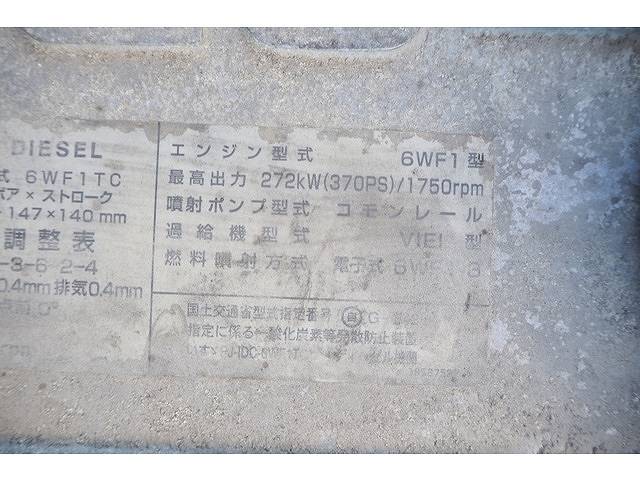 DIESEL
式 6WF1TC
ボア × ストローク
147×140 mm
調整表
-3-6 2-4
0.4mm 排気0.4mm
エンジン型式 6WF1型
最高出力 272kW(370PS)/1750rpm
噴射ポンプ型式 コモンレール
過給機型式 型
燃料噴射方式 電子式
国土交通省型式指定番号 自 G
指定に係る一酸化炭素等発散防止装置
いすゞ